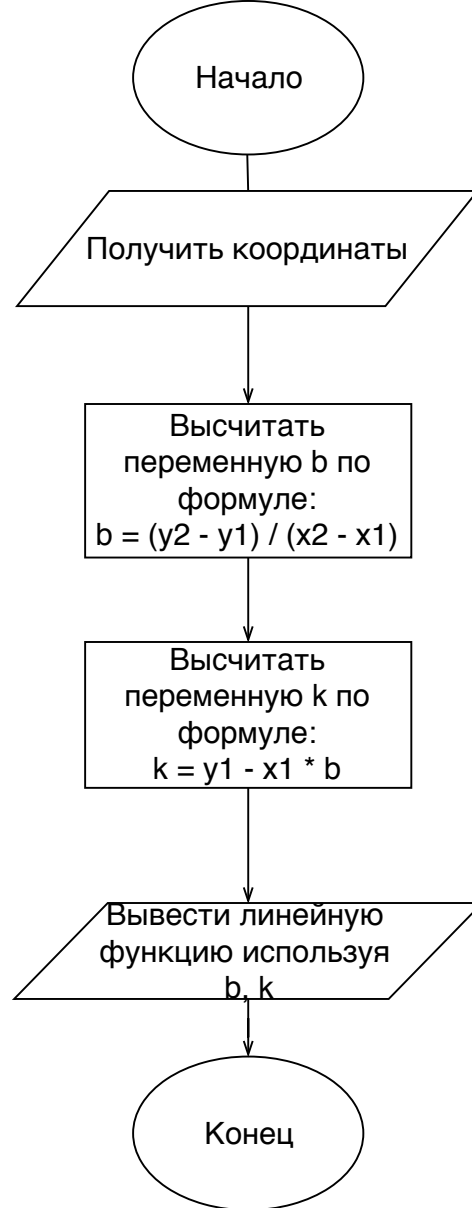 Начало
Получить координаты
Высчитать
переменную b по
формуле:
b = (y2 - y1) / (x2 - x1)
Высчитать
переменную k по
формуле:
k = y1 - x1 * b
Вывести линейную
функцию используя
b, k
Конец